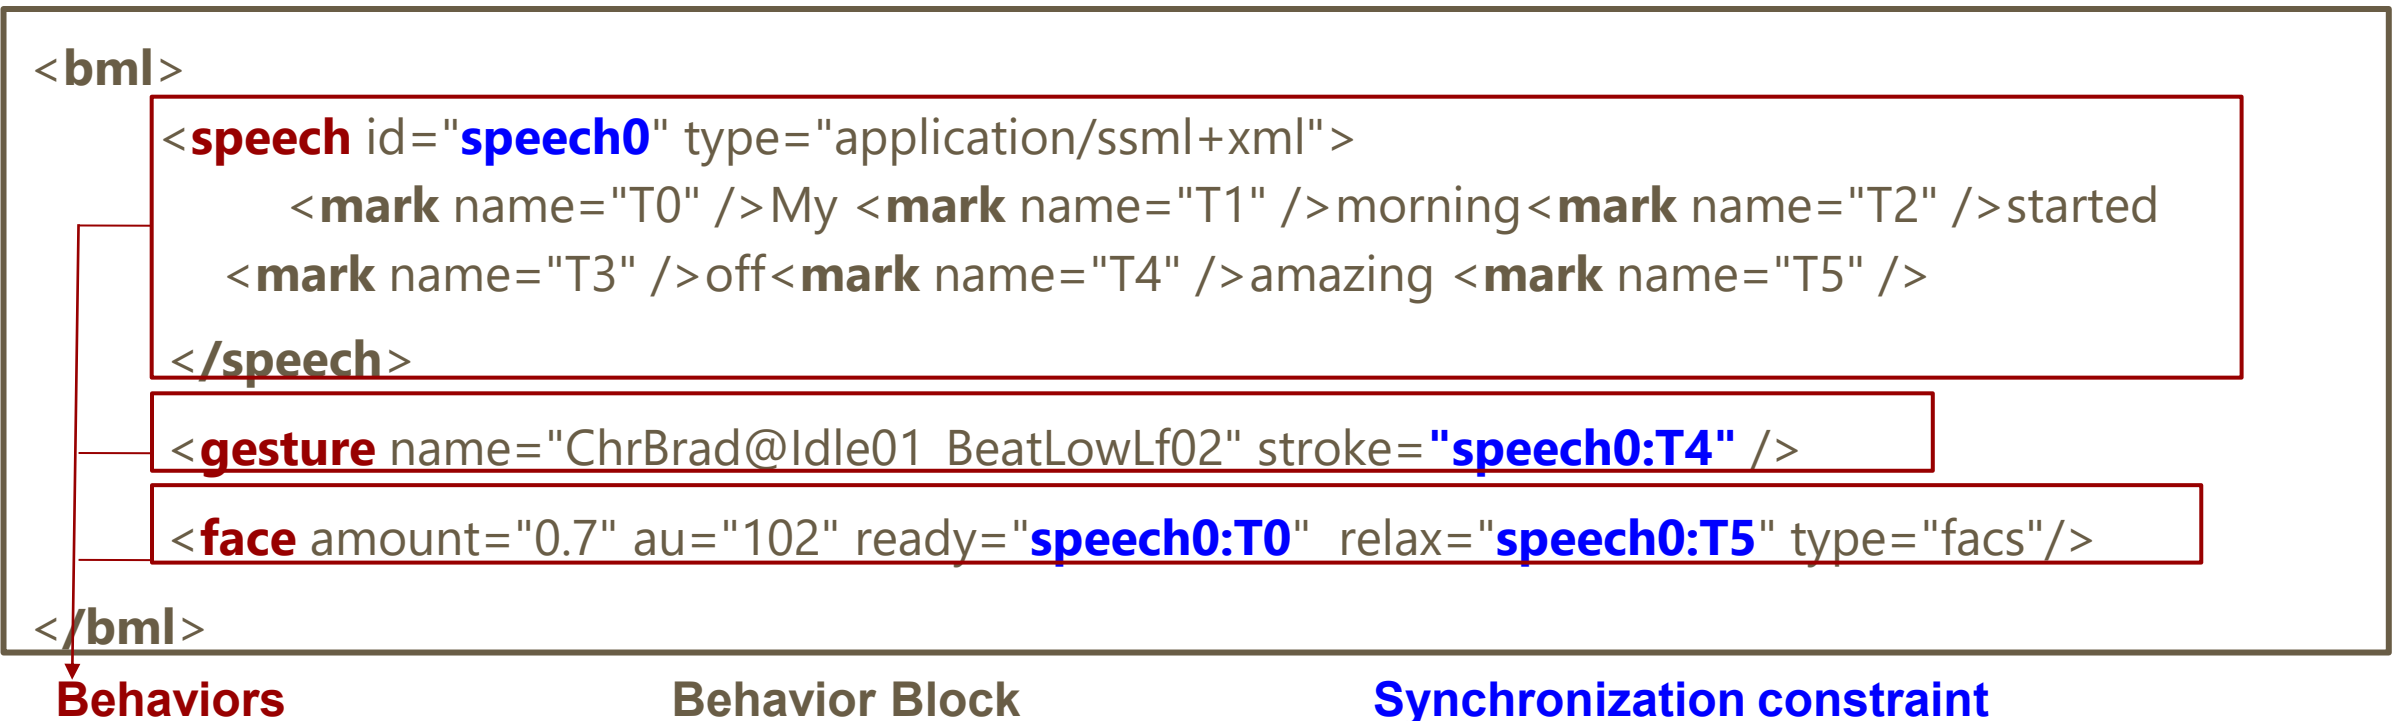 <bml>
<speech id="speech0" type="application/ssml+xml">
<mark name="T0" />My <mark name="T1" />morning<mark name="T2" />started
<mark name="T3" />off<mark name="T4" />amazing <mark name="T5" />
</speech>
<gesture name="ChrBrad@Idle01_BeatLowLf02" stroke="speech0:T4" />
<face amount="0.7" au="102" ready="speech0:T0" relax="speech0:T5" type="facs"/>
</bml>
Behaviors Behavior Block Synchronization constraint